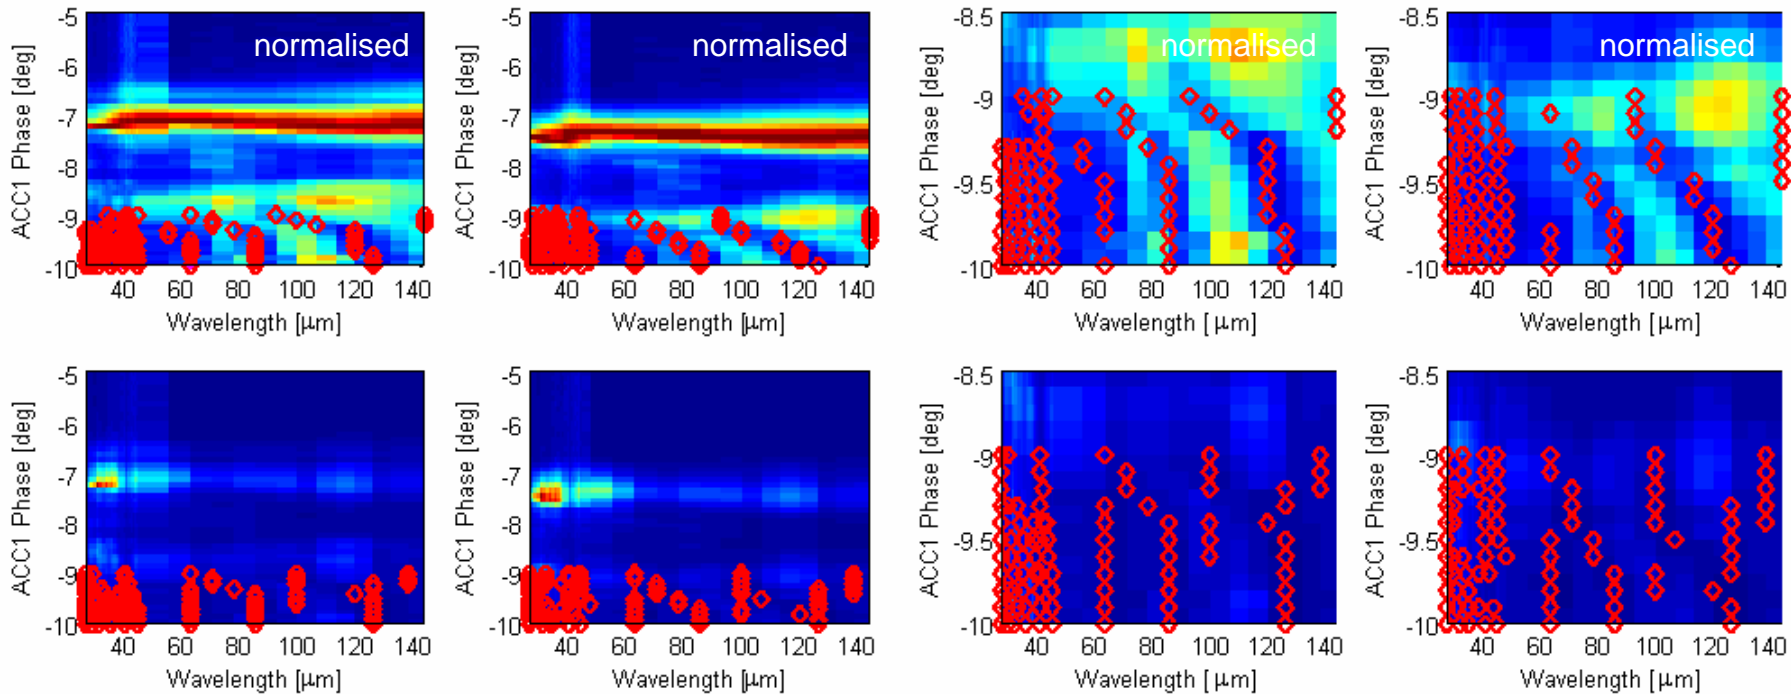 -5
-6
-7
-8
-9
-10
ACC1 Phase [deg]
normalised
40 60 80 100 120 140
Wavelength [μm]
-5
-6
-7
-8
-9
-10
ACC1 Phase [deg]
normalised
40 60 80 100 120 140
Wavelength [μm]
-8.5
-9
-9.5
-10
ACC1 Phase [deg]
normalised
40 60 80 100 120 140
Wavelength [ μm]
-8.5
-9
-9.5
-10
ACC1 Phase [deg]
normalised
40 60 80 100 120 140
Wavelength [ μm]
-5
-6
-7
-8
-9
-10
ACC1 Phase [deg]
40 60 80 100 120 140
Wavelength [μm]
-5
-6
-7
-8
-9
-10
ACC1 Phase [deg]
40 60 80 100 120 140
Wavelength [μm]
-8.5
-9
-9.5
-10
ACC1 Phase [deg]
40 60 80 100 120 140
Wavelength [ μm]
-8.5
-9
-9.5
-10
ACC1 Phase [deg]
40 60 80 100 120 140
Wavelength [ μm]